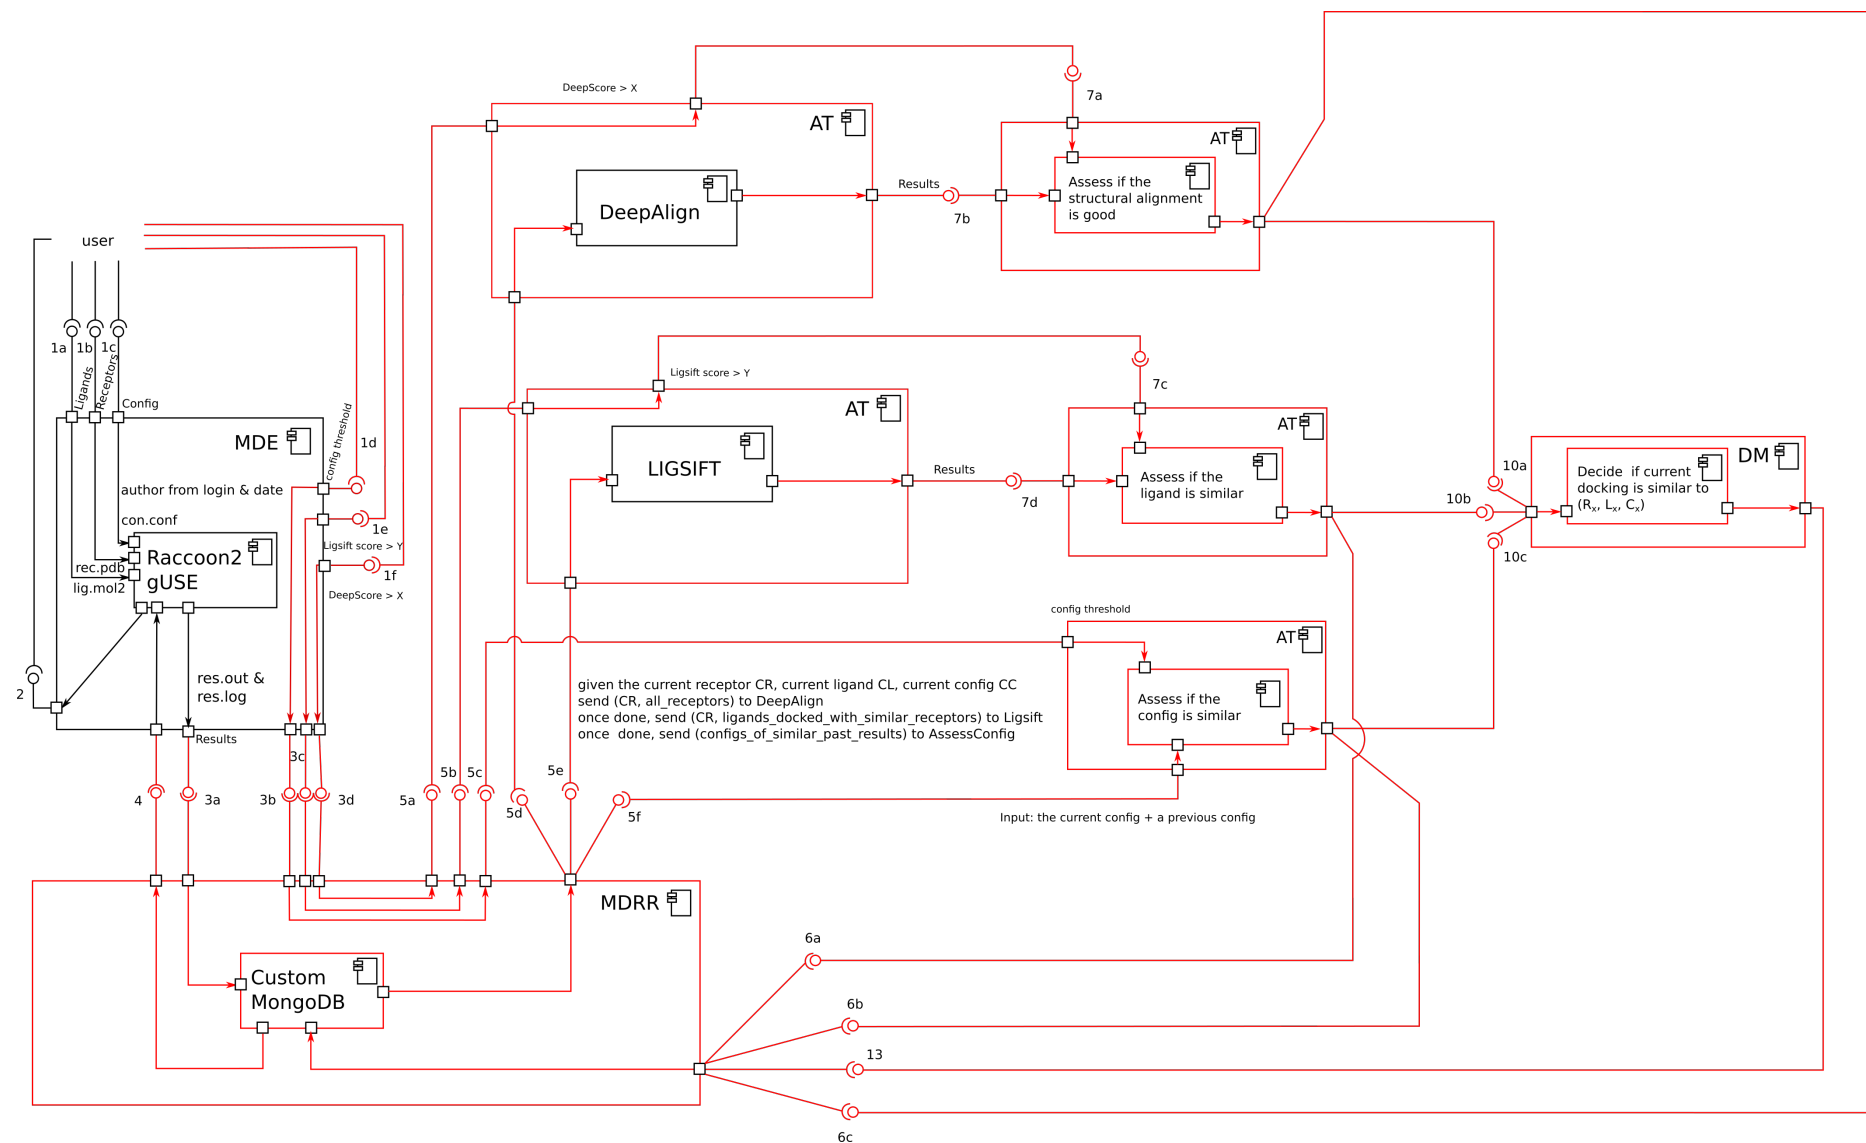 DeepScore > X
AT
7a
AT
DeepAlign
Results
7b
Assess if the
structural alignment
is good
user
1a
1b
1c
Ligands
Receptors
Config
config threshold
1d
MDE
author from login & date
con.conf
1e
Ligsift score > Y
Raccoon2
gUSE
rec.pdb
lig.mol2
1f
DeepScore > X
2
res.out &
res.log
Results
Ligsift score > Y
AT
7c
AT
LIGSIFT
Results
7d
Assess if the
ligand is similar
10a
10b
10c
DM
Decide  if current
docking is similar to
(Rx, Lx, Cx)
config threshold
AT
given the current receptor CR, current ligand CL, current config CC
send (CR, all_receptors) to DeepAlign
once done, send (CR, ligands_docked_with_similar_receptors) to Ligsift
once  done, send (configs_of_similar_past_results) to AssessConfig
Assess if the
config is similar
3c
4
3a
3b
3d
5a
5b
5c
5d
5e
5f
Input: the current config + a previous config
MDRR
Custom
MongoDB
6a
6b
13
6c